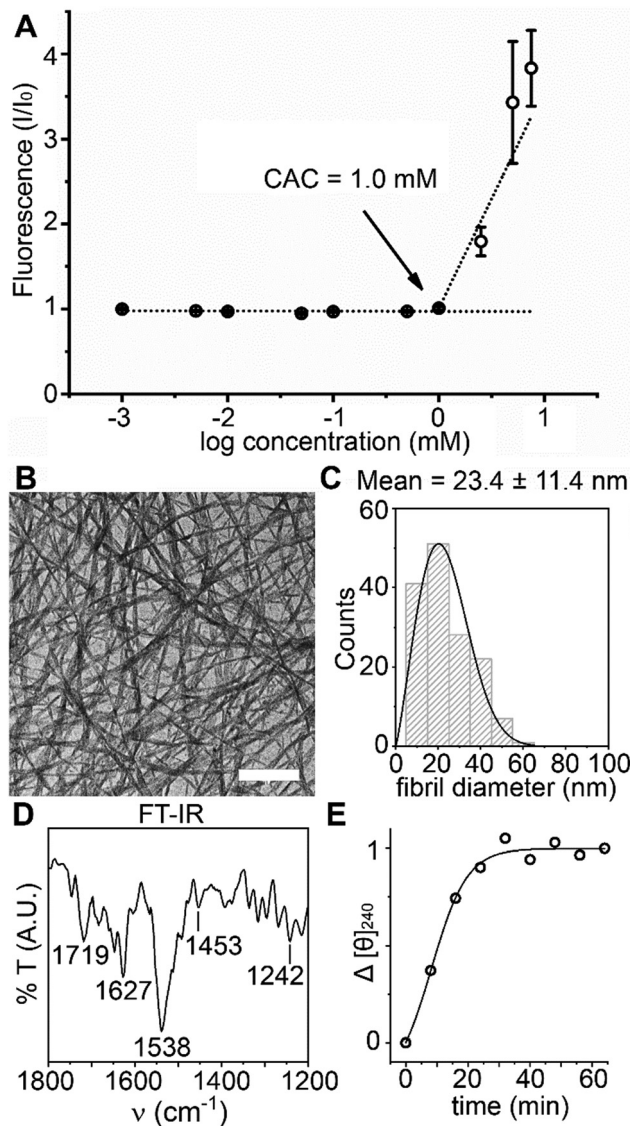 A
Fluorescence (I/I₀)
4
3
2
1
0
CAC = 1.0 mM
-3 -2 -1 0 1
log concentration (mM)
B
C Mean = 23.4 ± 11.4 nm
Counts
60
40
20
0
0 20 40 60 80 100
fibril diameter (nm)
D FT-IR
% T (A.U.)
1719
1627
1538
1453
1242
1800 1600 1400 1200
ν (cm⁻¹)
E
Δ [θ]₂₄₀
1
0
0 20 40 60
time (min)